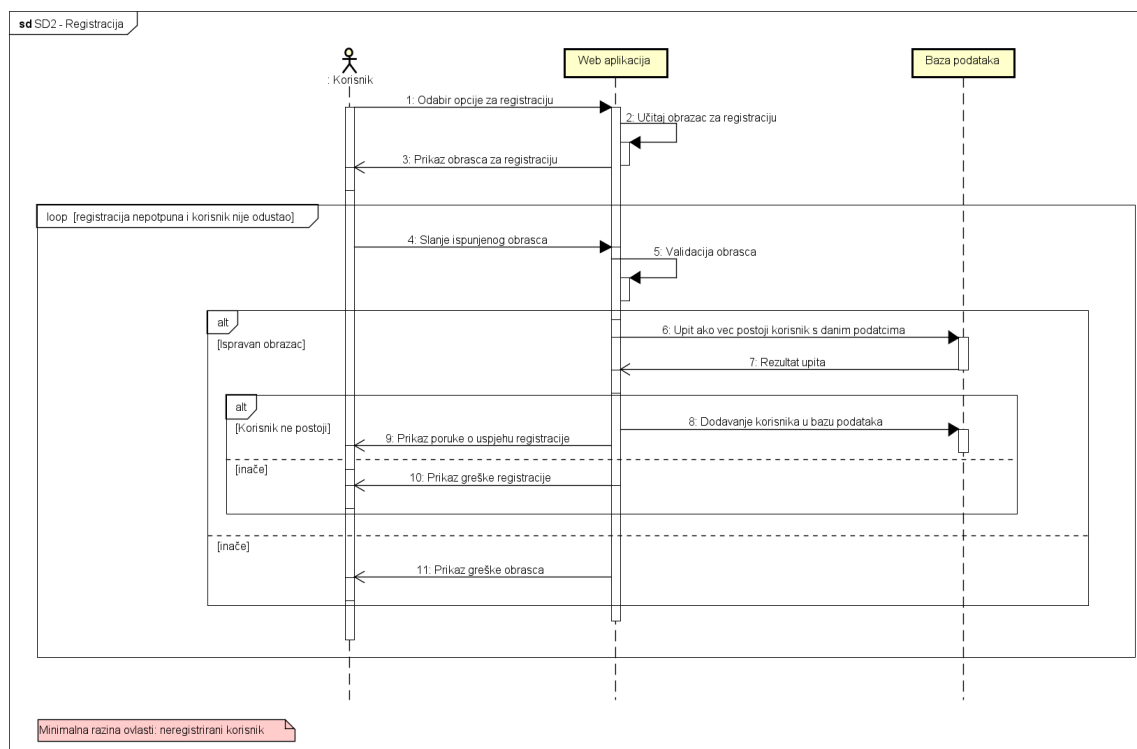 sd SD2 - Registracija
: Korisnik
Web aplikacija
Baza podataka
1: Odabir opcije za registraciju
2: Učitaj obrazac za registraciju
3: Prikaz obrasca za registraciju
loop [registracija nepotpuna i korisnik nije odustao]
4: Slanje ispunjenog obrasca
5: Validacija obrasca
alt
[Ispravan obrazac]
6: Upit ako vec postoji korisnik s danim podatcima
7: Rezultat upita
alt
[Korisnik ne postoji]
8: Dodavanje korisnika u bazu podataka
9: Prikaz poruke o uspjehu registracije
[inače]
10: Prikaz greške registracije
[inače]
11: Prikaz greške obrasca
Minimalna razina ovlasti: neregistrirani korisnik